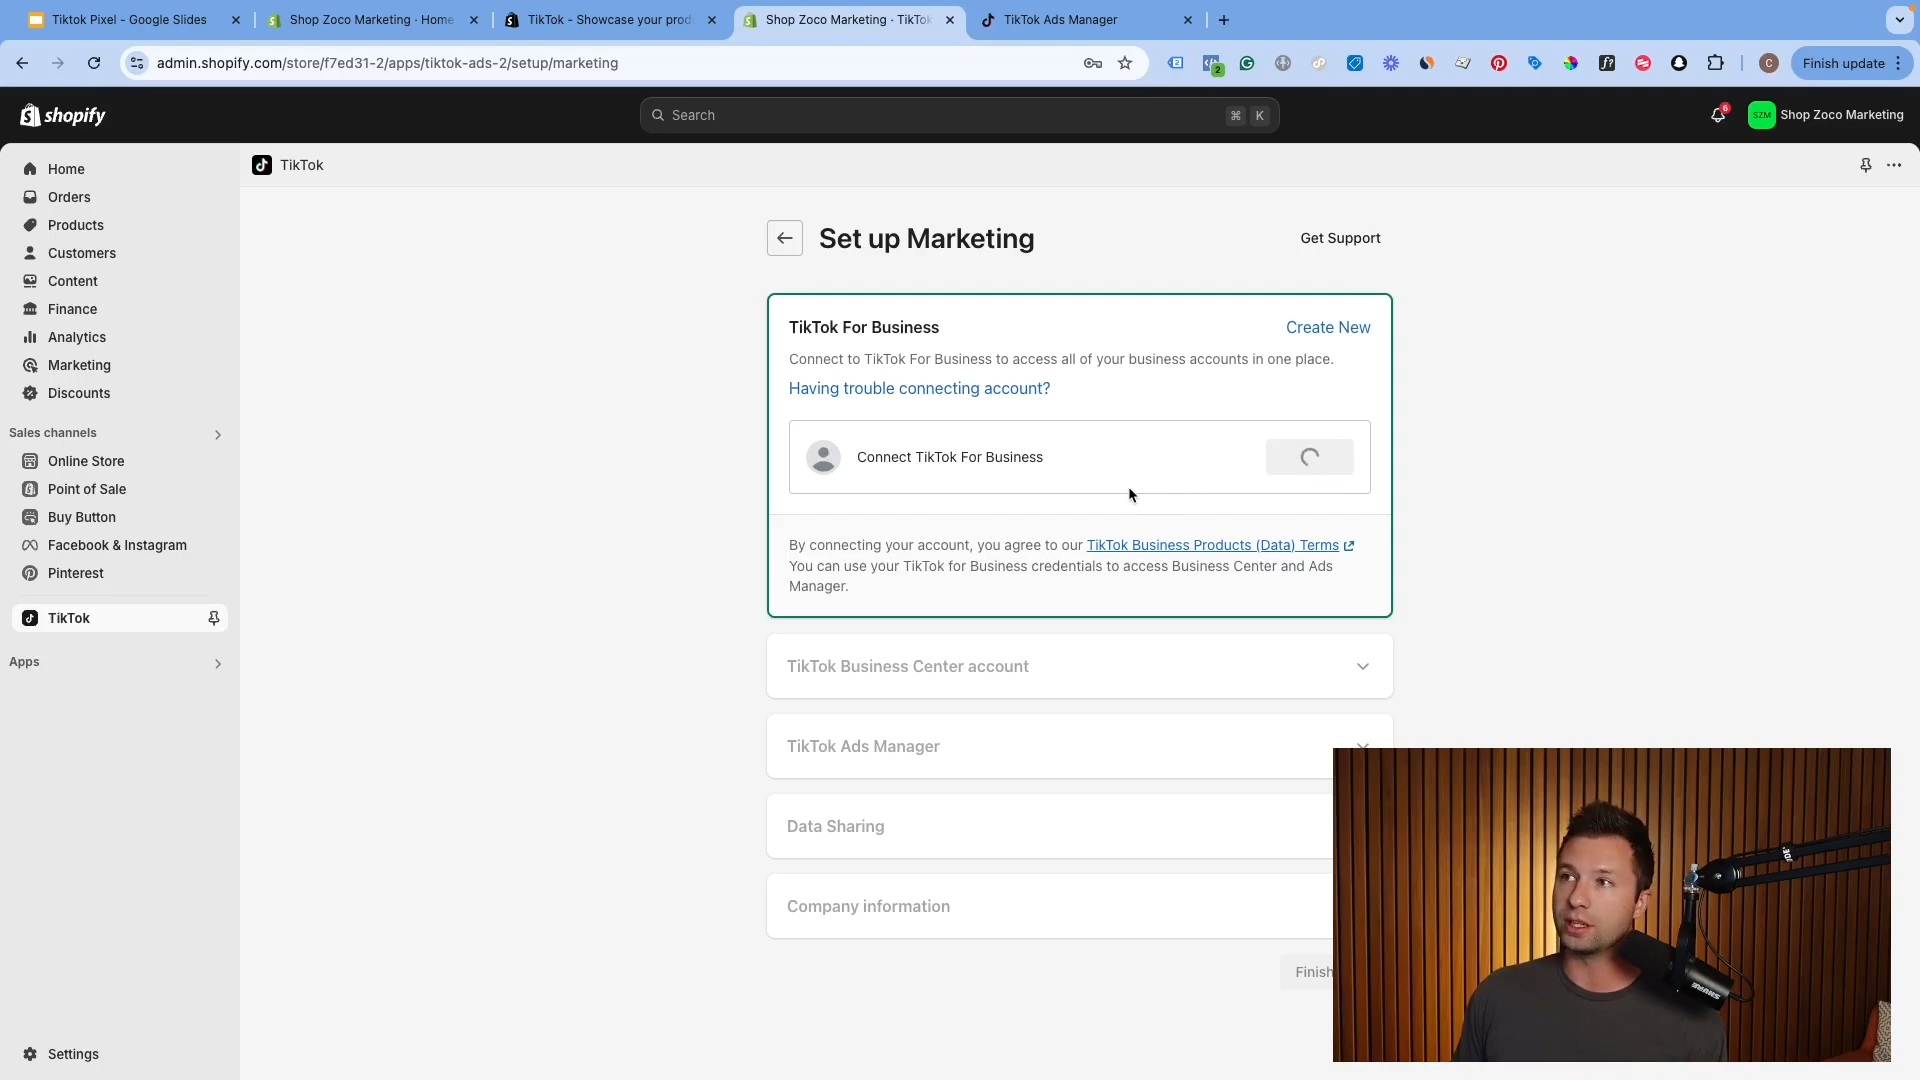 Tiktok Pixel - Google Slides
Shop Zoco Marketing · Home
TikTok - Showcase your prod
Shop Zoco Marketing · TikTok
TikTok Ads Manager
admin.shopify.com/store/f7ed31-2/apps/tiktok-ads-2/setup/marketing
2
f?
C
Finish update
shopify
Search
⌘ K
6
SZM
Shop Zoco Marketing
Home
Orders
Products
Customers
Content
Finance
Analytics
Marketing
Discounts
Sales channels
Online Store
Point of Sale
Buy Button
Facebook & Instagram
Pinterest
TikTok
Apps
Settings
TikTok
Set up Marketing
Get Support
TikTok For Business
Create New
Connect to TikTok For Business to access all of your business accounts in one place.
Having trouble connecting account?
Connect TikTok For Business
By connecting your account, you agree to our TikTok Business Products (Data) Terms
You can use your TikTok for Business credentials to access Business Center and Ads
Manager.
TikTok Business Center account
TikTok Ads Manager
Data Sharing
Company information
Finish